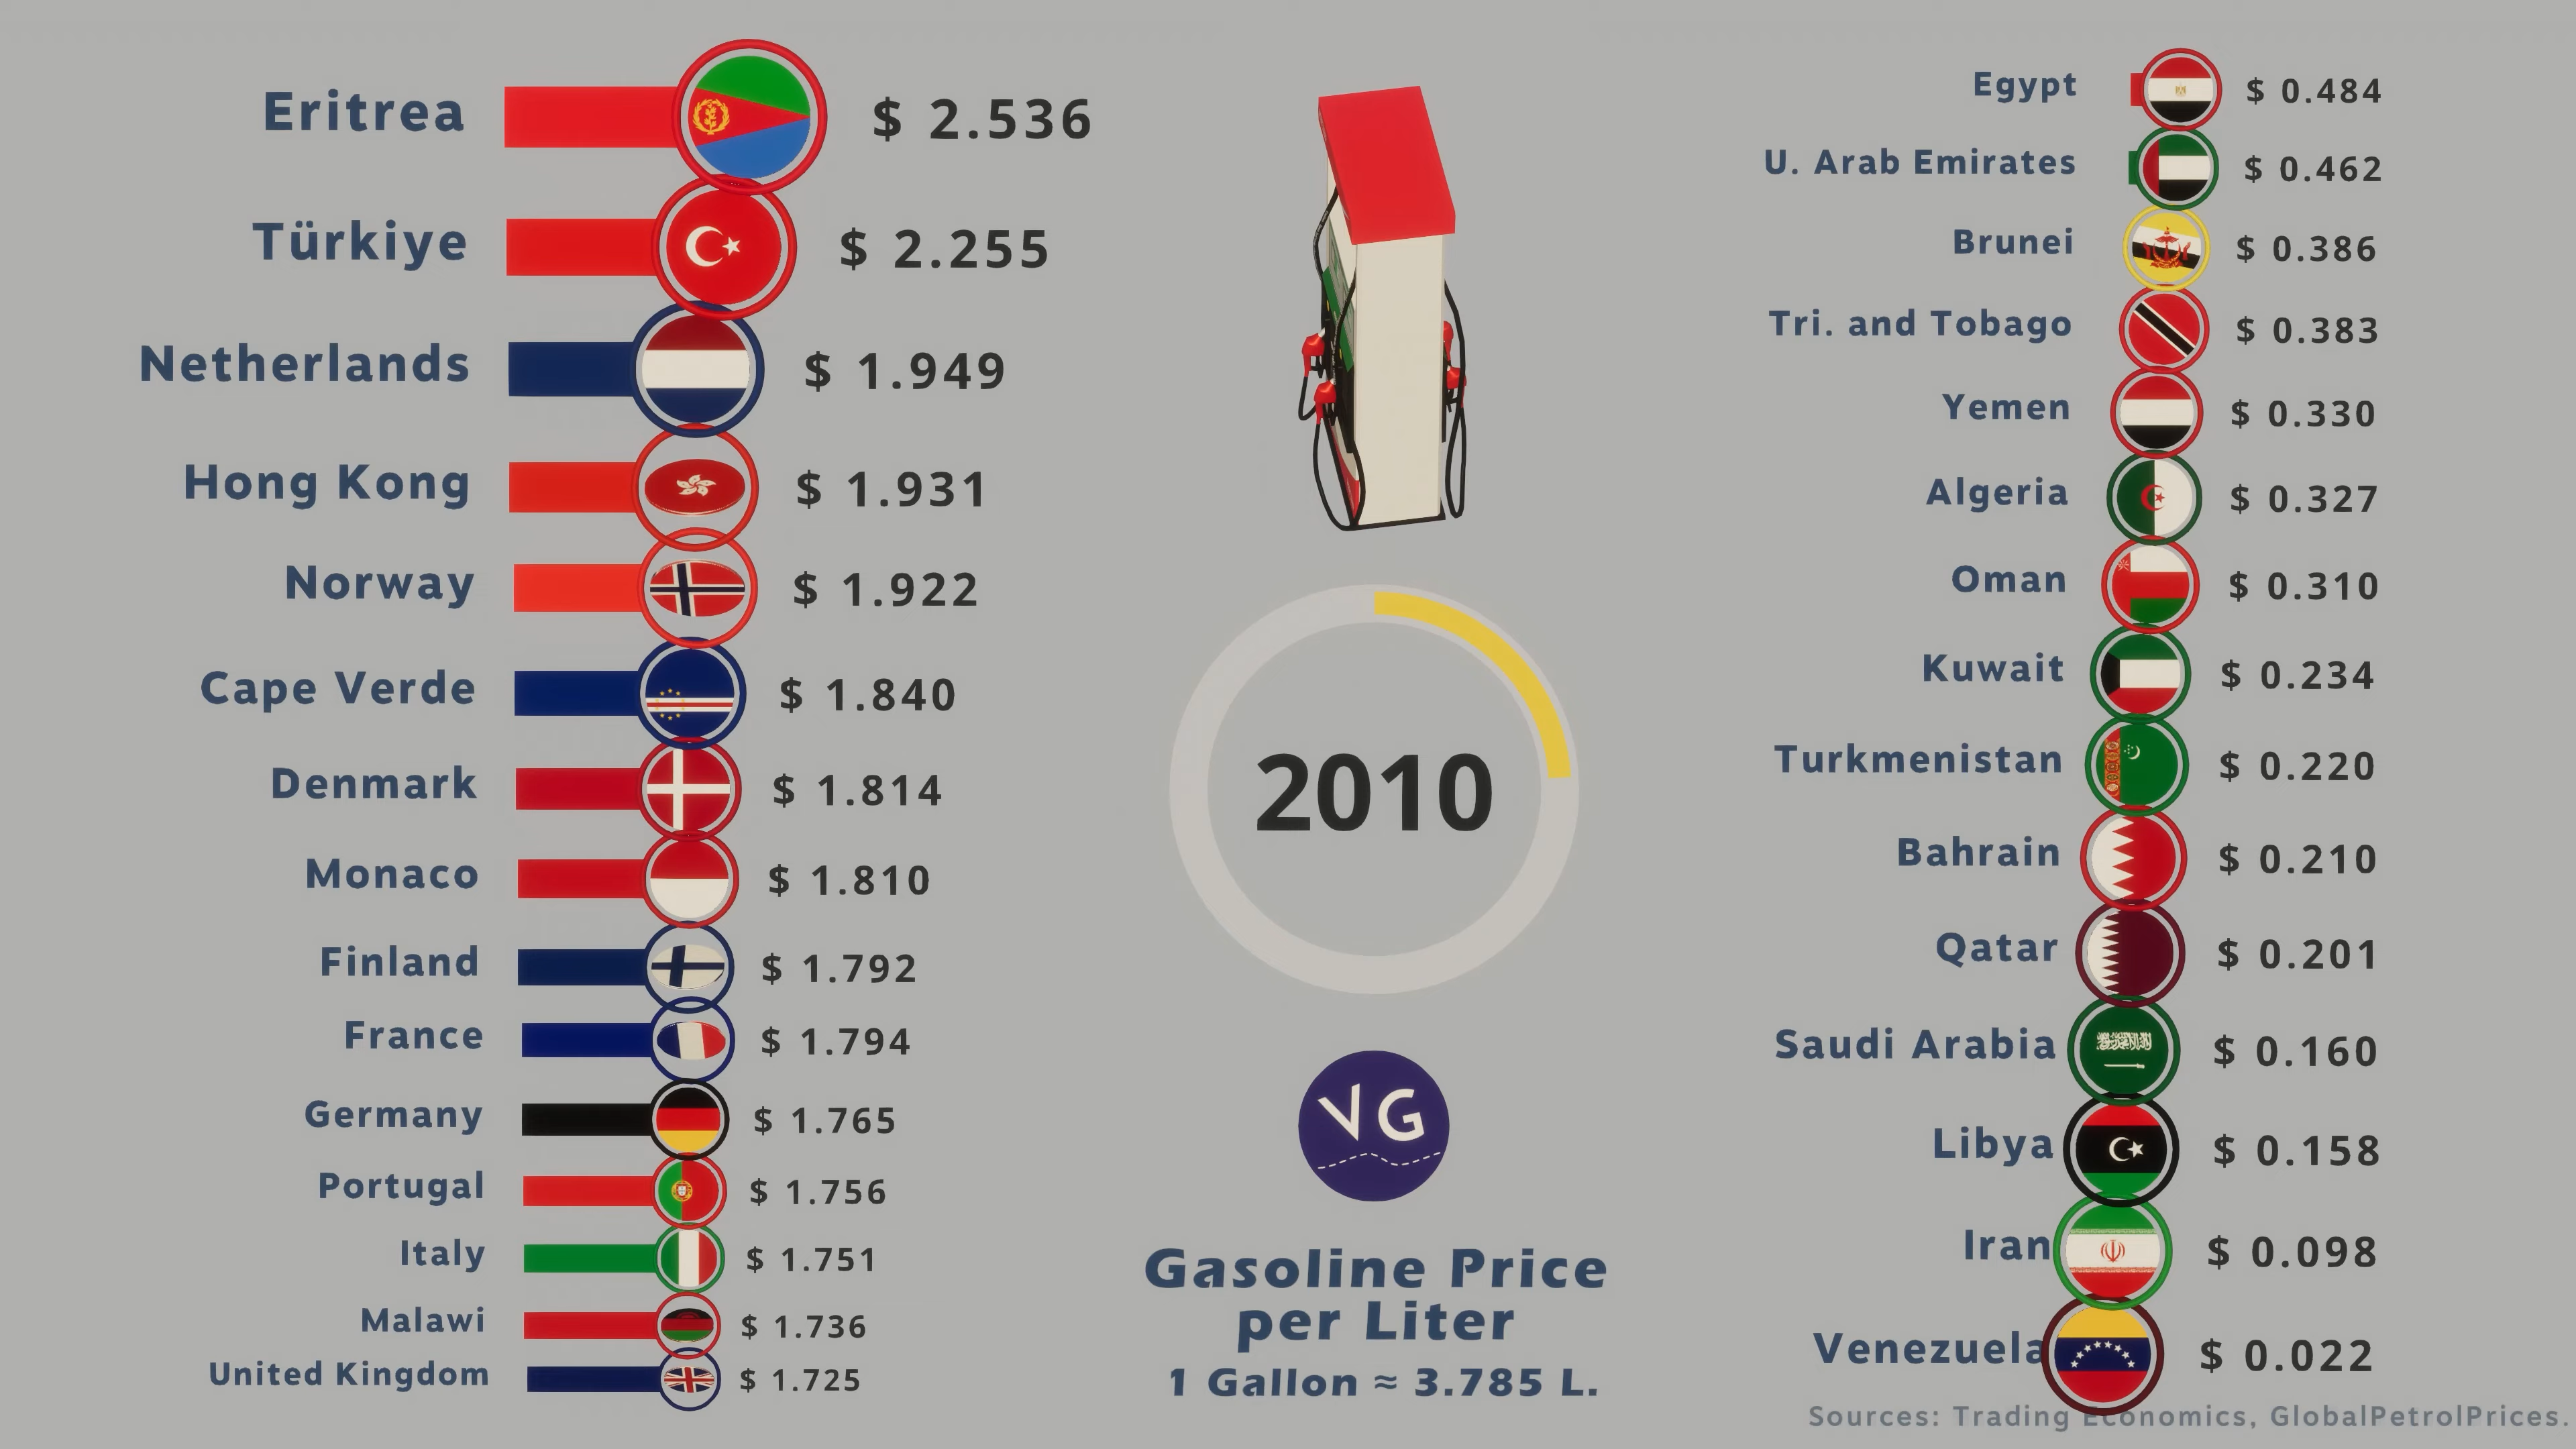 Eritrea $ 2.536
Türkiye $ 2.255
Netherlands $ 1.949
Hong Kong $ 1.931
Norway $ 1.922
Cape Verde $ 1.840
Denmark $ 1.814
Monaco $ 1.810
Finland $ 1.792
France $ 1.794
Germany $ 1.765
Portugal $ 1.756
Italy $ 1.751
Malawi $ 1.736
United Kingdom $ 1.725
2010
VG
Gasoline Price
per Liter
1 Gallon ≈ 3.785 L.
Egypt $ 0.484
U. Arab Emirates $ 0.462
Brunei $ 0.386
Tri. and Tobago $ 0.383
Yemen $ 0.330
Algeria $ 0.327
Oman $ 0.310
Kuwait $ 0.234
Turkmenistan $ 0.220
Bahrain $ 0.210
Qatar $ 0.201
Saudi Arabia $ 0.160
Libya $ 0.158
Iran $ 0.098
Venezuela $ 0.022
Sources: Trading Economics, GlobalPetrolPrices.